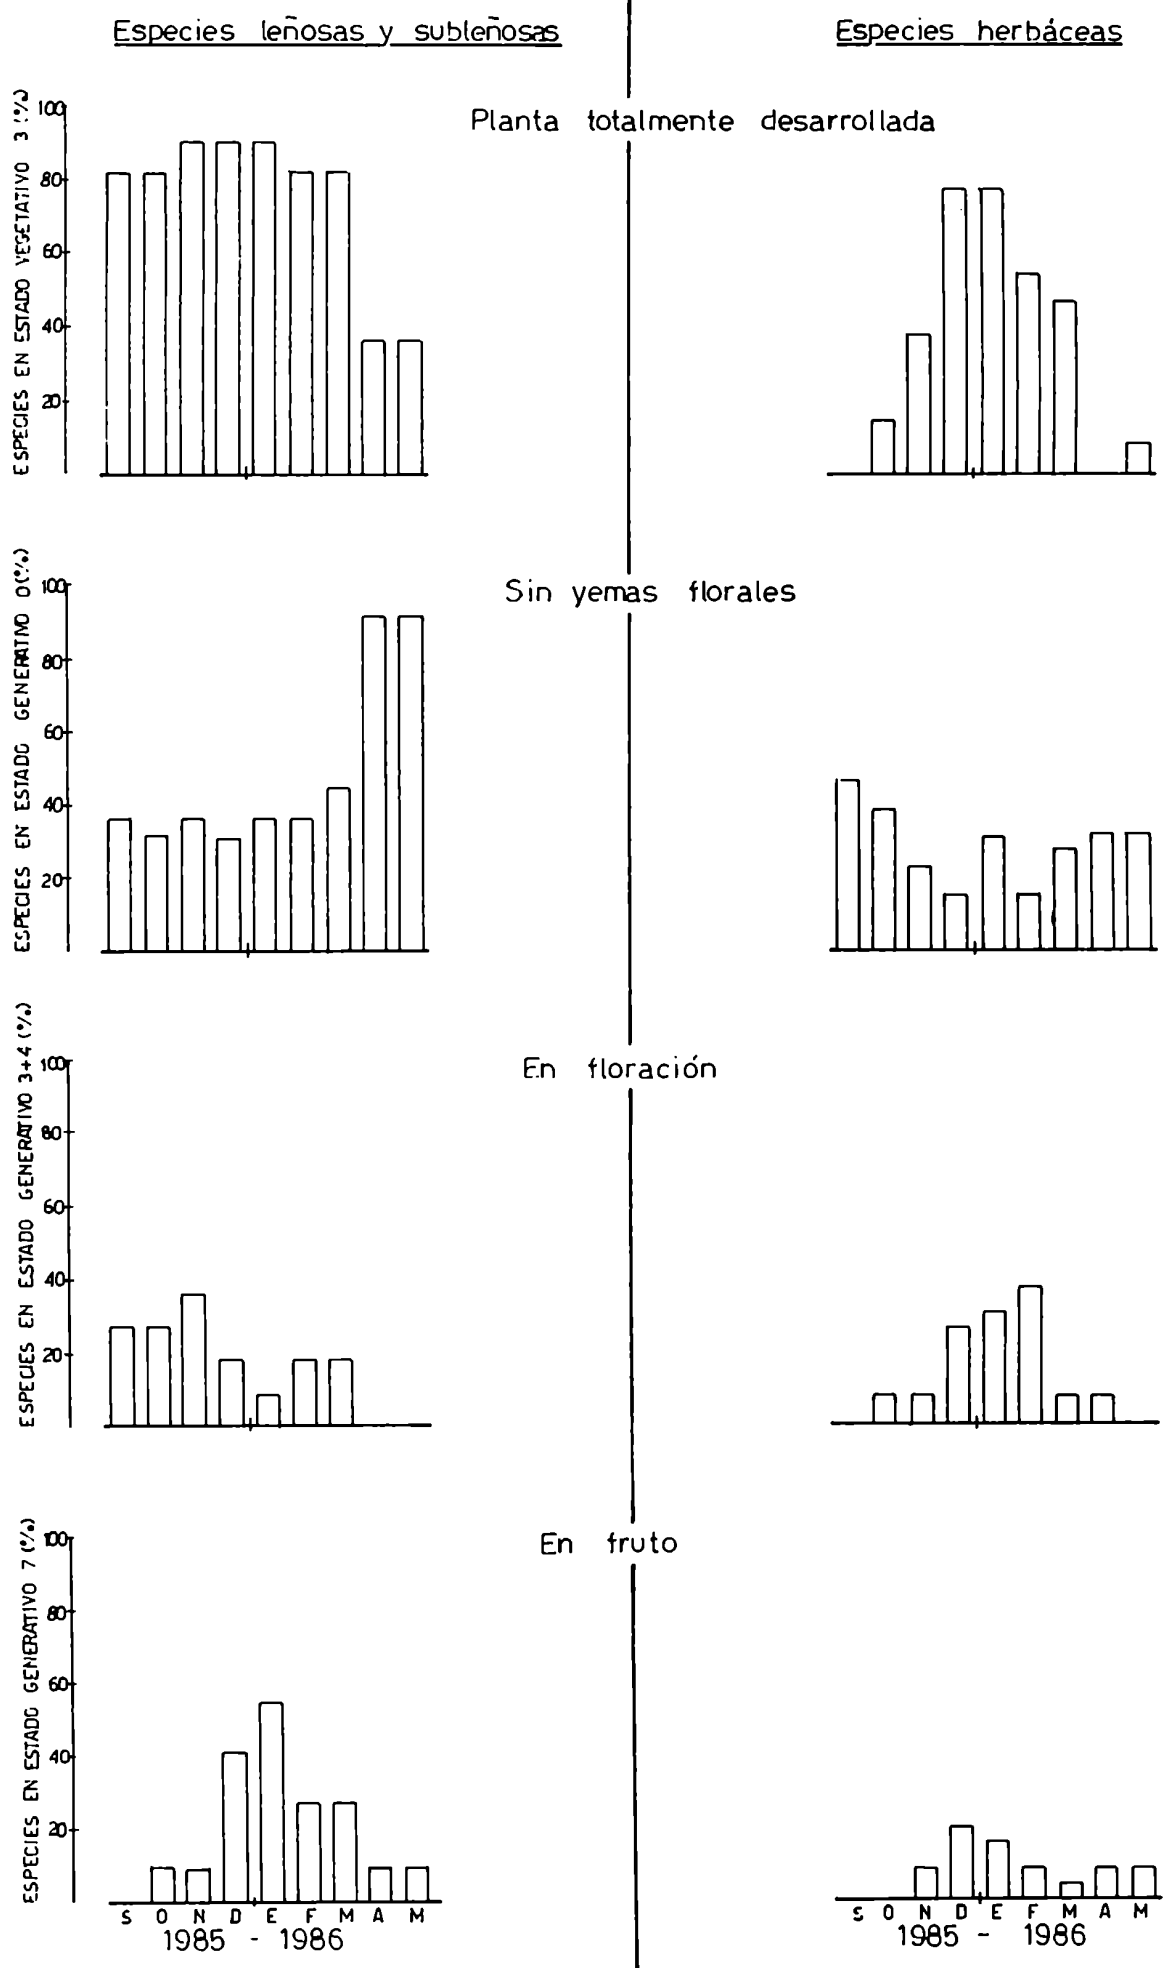 Especies leñosas y subleñosas
Especies herbáceas
Planta totalmente desarrollada
ESPECIES EN ESTADO VEGETATIVO 3 (%)
100
80
60
40
20
Sin yemas florales
ESPECIES EN ESTADO GENERATIVO 0 (%)
100
80
60
40
20
En floración
ESPECIES EN ESTADO GENERATIVO 3+4 (%)
100
80
60
40
20
En fruto
ESPECIES EN ESTADO GENERATIVO 7 (%)
100
80
60
40
20
S O N D E F M A M
1985 - 1986
S O N D E F M A M
1985 - 1986